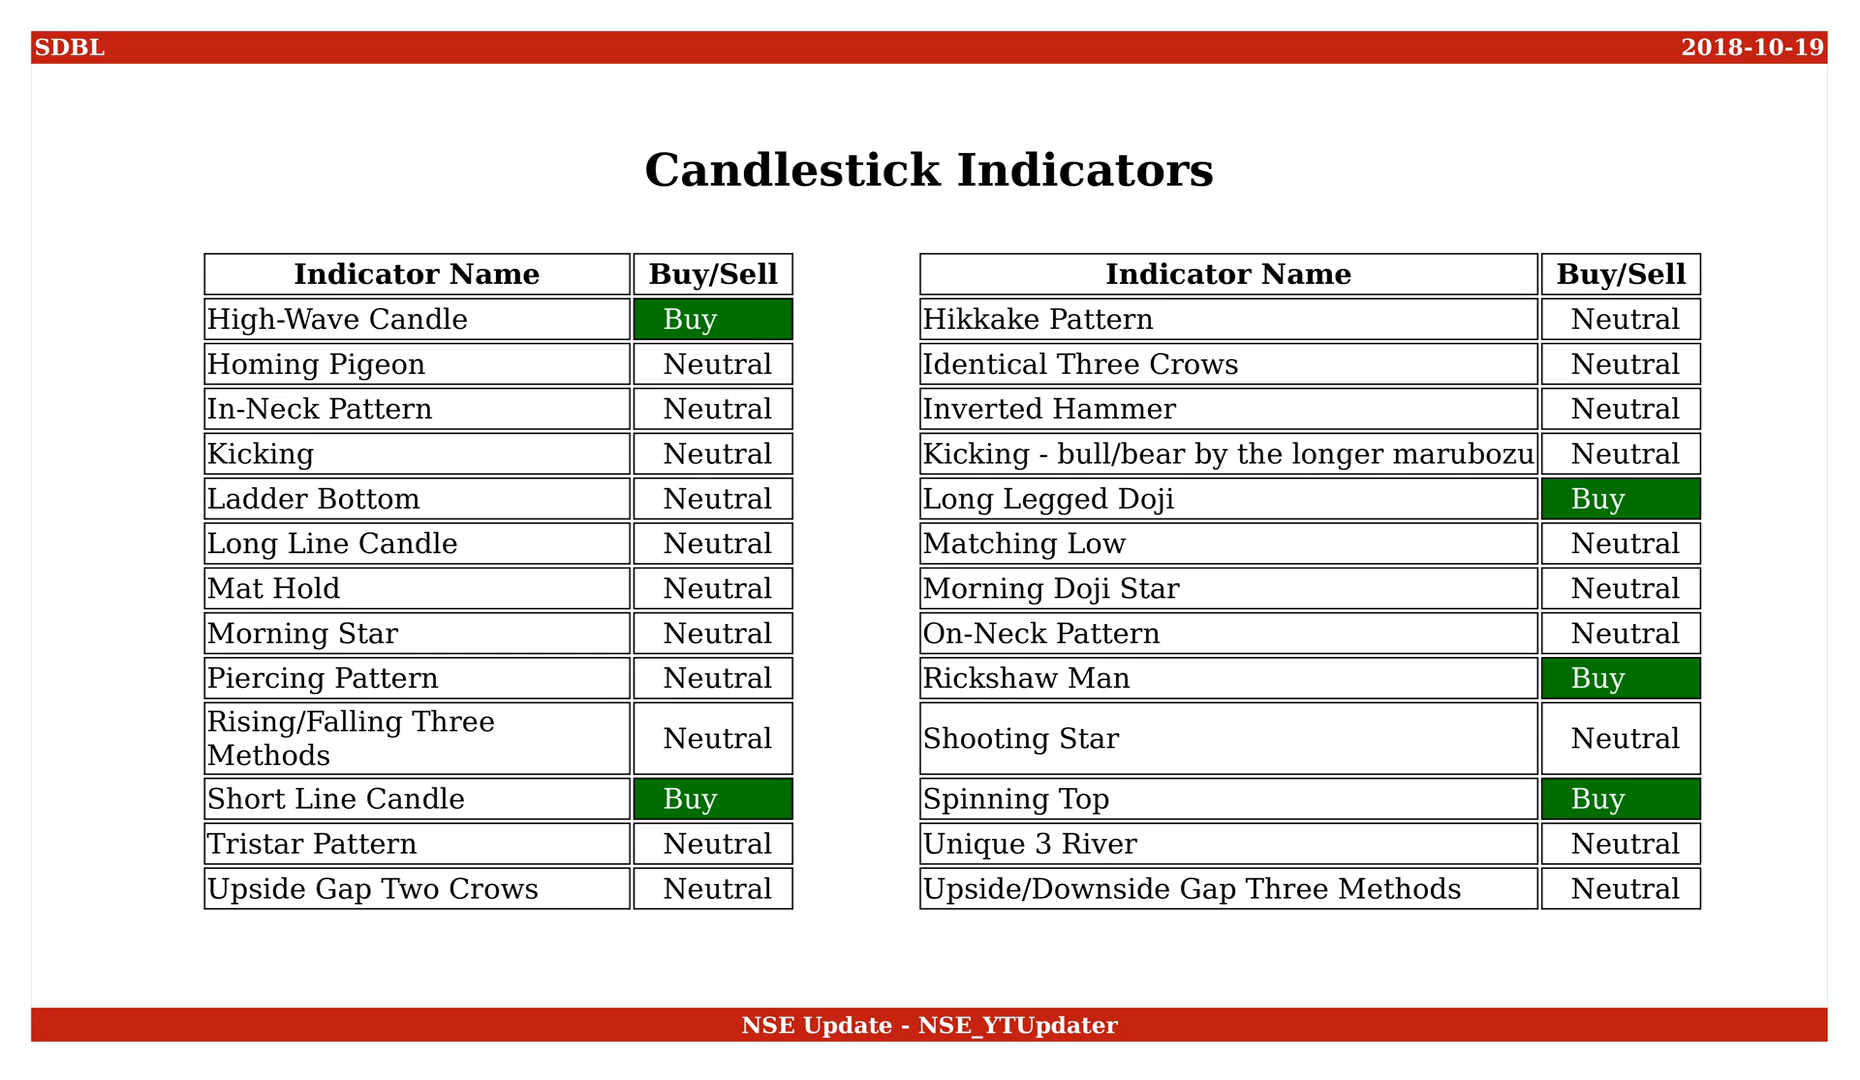 SDBL 2018-10-19
Candlestick Indicators
Indicator Name Buy/Sell
High-Wave Candle Buy
Homing Pigeon Neutral
In-Neck Pattern Neutral
Kicking Neutral
Ladder Bottom Neutral
Long Line Candle Neutral
Mat Hold Neutral
Morning Star Neutral
Piercing Pattern Neutral
Rising/Falling Three
Methods Neutral
Short Line Candle Buy
Tristar Pattern Neutral
Upside Gap Two Crows Neutral
Indicator Name Buy/Sell
Hikkake Pattern Neutral
Identical Three Crows Neutral
Inverted Hammer Neutral
Kicking - bull/bear by the longer marubozu Neutral
Long Legged Doji Buy
Matching Low Neutral
Morning Doji Star Neutral
On-Neck Pattern Neutral
Rickshaw Man Buy
Shooting Star Neutral
Spinning Top Buy
Unique 3 River Neutral
Upside/Downside Gap Three Methods Neutral
NSE Update - NSE_YTUpdater